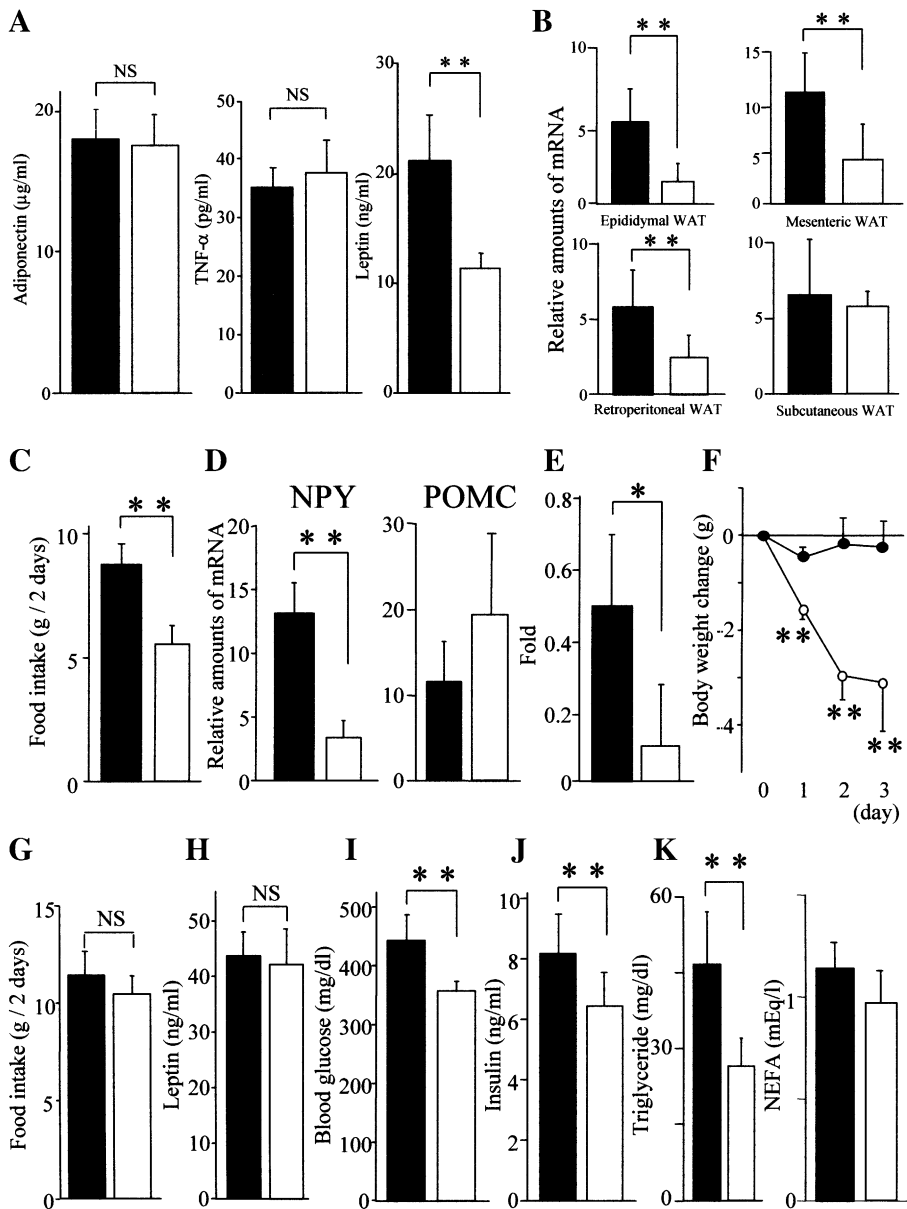 A
NS
20
10
0
Adiponectin (µg/ml)
NS
50
40
30
20
10
0
TNF-α (pg/ml)
* *
30
20
10
0
Leptin (ng/ml)
B
Relative amounts of mRNA
* *
10
5
0
Epididymal WAT
* *
15
10
5
0
Mesenteric WAT
* *
10
5
0
Retroperitoneal WAT
10
5
0
Subcutaneous WAT
C
* *
10
5
0
Food intake (g / 2 days)
D
NPY
* *
15
10
5
0
Relative amounts of mRNA
POMC
30
20
10
0
E
*
0.8
0.6
0.4
0.2
0
Fold
F
0
-2
-4
Body weight change (g)
**
**
**
0 1 2 3
(day)
G
NS
15
10
5
0
Food intake (g / 2 days)
H
NS
50
40
30
20
10
0
Leptin (ng/ml)
I
* *
500
400
300
200
100
0
Blood glucose (mg/dl)
J
* *
10
8
6
4
2
0
Insulin (ng/ml)
K
* *
60
30
0
Triglyceride (mg/dl)
1
0
NEFA (mEq/l)